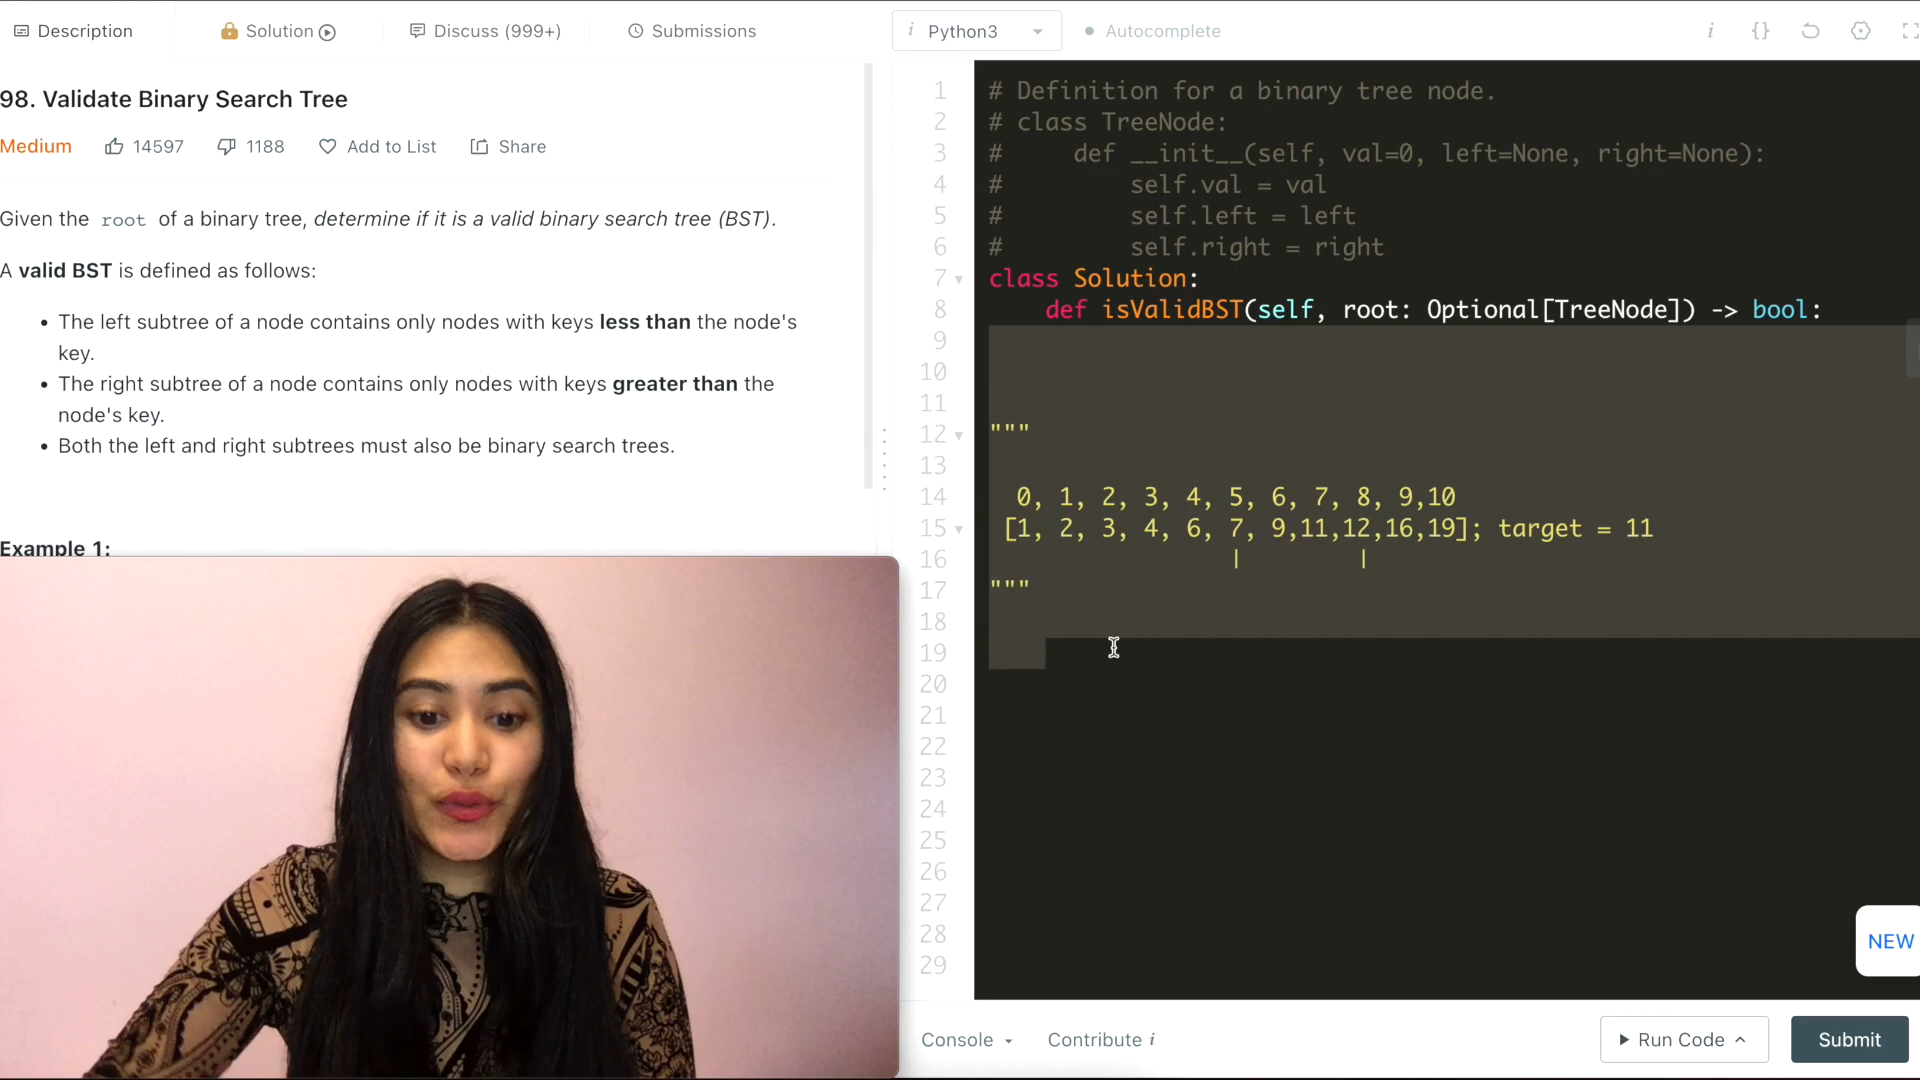 Description
Solution
Discuss (999+)
Submissions
i Python3
Autocomplete
i {}
98. Validate Binary Search Tree
Medium
14597
1188
Add to List
Share
Given the root of a binary tree, determine if it is a valid binary search tree (BST).
A valid BST is defined as follows:
• The left subtree of a node contains only nodes with keys less than the node's
key.
• The right subtree of a node contains only nodes with keys greater than the
node's key.
• Both the left and right subtrees must also be binary search trees.
Example 1:
1 # Definition for a binary tree node.
2 # class TreeNode:
3 #     def __init__(self, val=0, left=None, right=None):
4 #         self.val = val
5 #         self.left = left
6 #         self.right = right
7 class Solution:
8     def isValidBST(self, root: Optional[TreeNode]) -> bool:
9
10
11
12 """
13
14   0, 1, 2, 3, 4, 5, 6, 7, 8, 9,10
15  [1, 2, 3, 4, 6, 7, 9,11,12,16,19]; target = 11
16                  |        |
17 """
18
19
20
21
22
23
24
25
26
27
28
29
NEW
Console
Contribute i
Run Code
Submit